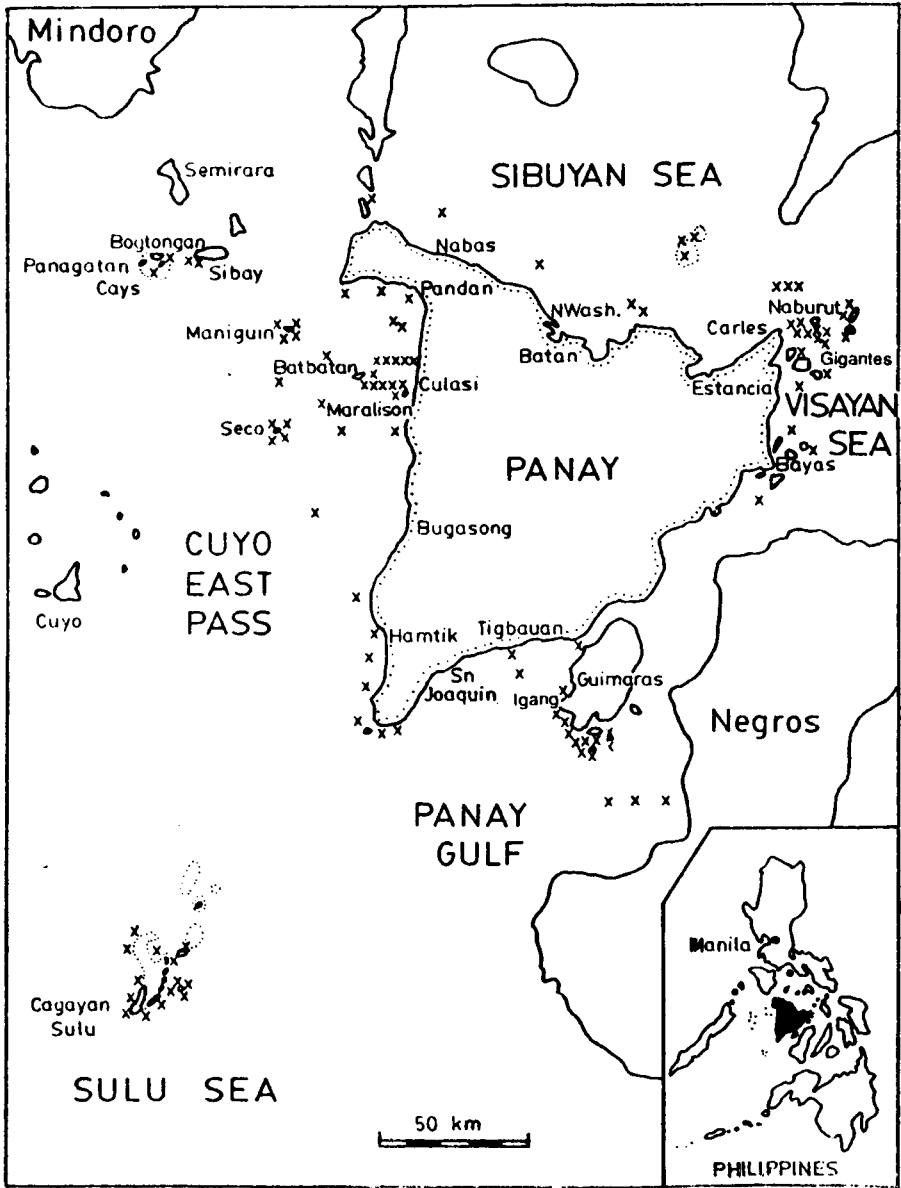 Mindoro
Semirara
SIBUYAN SEA
Boytongan
Panagatan
Cays
Sibay
Nabas
Pandan
NWash.
Naburut
Maniguin
Batan
Carles
Gigantes
Batbatan
Culasi
Estancia
Maralison
VISAYAN
SEA
Seco
PANAY
Bayas
Bugasong
CUYO
EAST
PASS
Cuyo
Hamtik
Tigbauan
Sn
Joaquin
Igang
Guimaras
Negros
PANAY
GULF
Manila
Cagayan
Sulu
SULU SEA
50 km
PHILIPPINES